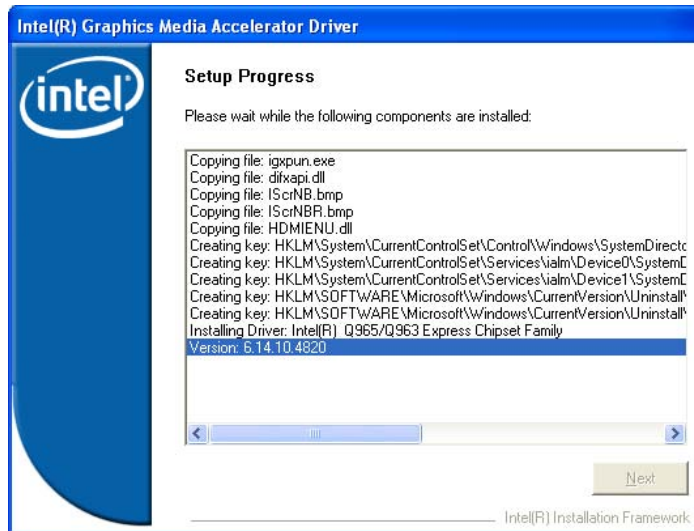 Intel(R) Graphics Media Accelerator Driver
intel
Setup Progress
Please wait while the following components are installed:
Copying file: igxpun.exe
Copying file: difxapi.dll
Copying file: IScrNB.bmp
Copying file: IScrNBR.bmp
Copying file: HDMIENU.dll
Creating key: HKLM\System\CurrentControlSet\Control\Windows\SystemDirecto
Creating key: HKLM\System\CurrentControlSet\Services\ialm\Device0\SystemD
Creating key: HKLM\System\CurrentControlSet\Services\ialm\Device1\SystemD
Creating key: HKLM\SOFTWARE\Microsoft\Windows\CurrentVersion\Uninstall\
Creating key: HKLM\SOFTWARE\Microsoft\Windows\CurrentVersion\Uninstall\
Installing Driver: Intel(R) Q965/Q963 Express Chipset Family
Version: 6.14.10.4820
Next
Intel(R) Installation Framework